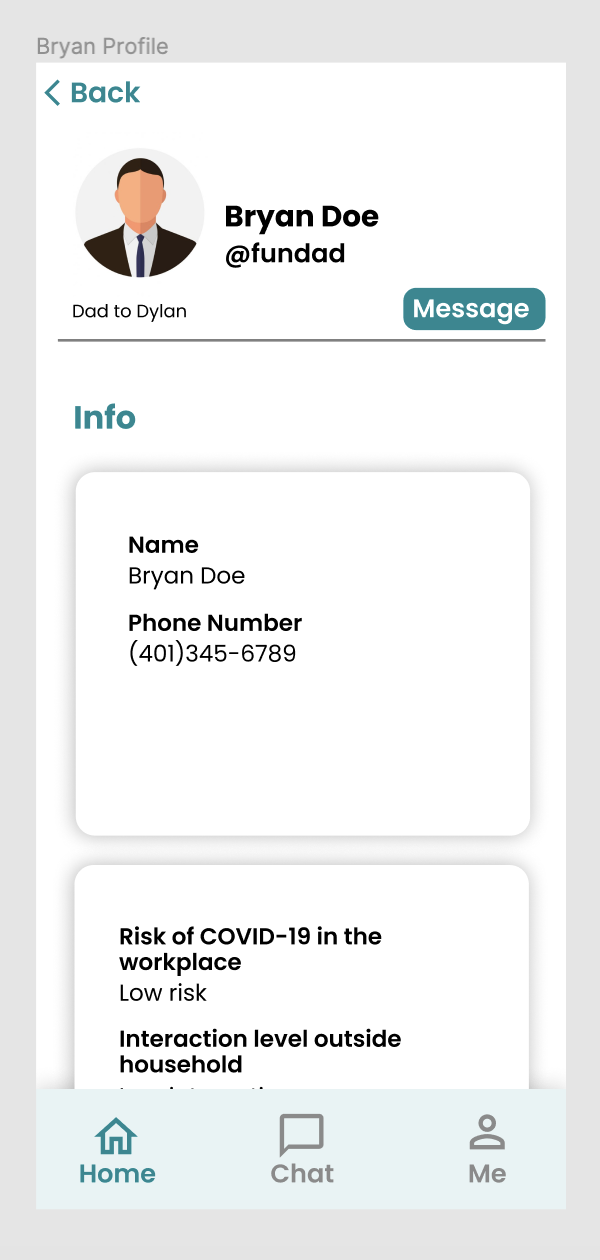 Bryan Profile
Back
Bryan Doe
@fundad
Dad to Dylan
Message
Info
Name
Bryan Doe
Phone Number
(401)345-6789
Risk of COVID-19 in the
workplace
Low risk
Interaction level outside
household
Home
Chat
Me